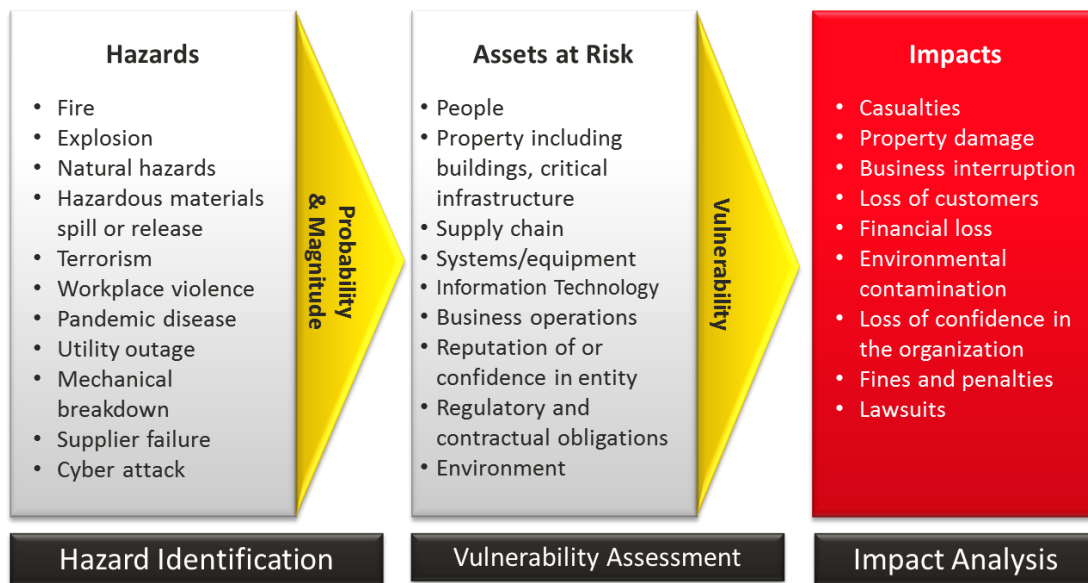 Hazards
• Fire
• Explosion
• Natural hazards
• Hazardous materials
spill or release
• Terrorism
• Workplace violence
• Pandemic disease
• Utility outage
• Mechanical
breakdown
• Supplier failure
• Cyber attack
Probability
& Magnitude
Assets at Risk
• People
• Property including
buildings, critical
infrastructure
• Supply chain
• Systems/equipment
• Information Technology
• Business operations
• Reputation of or
confidence in entity
• Regulatory and
contractual obligations
• Environment
Vulnerability
Impacts
• Casualties
• Property damage
• Business interruption
• Loss of customers
• Financial loss
• Environmental
contamination
• Loss of confidence in
the organization
• Fines and penalties
• Lawsuits
Hazard Identification
Vulnerability Assessment
Impact Analysis